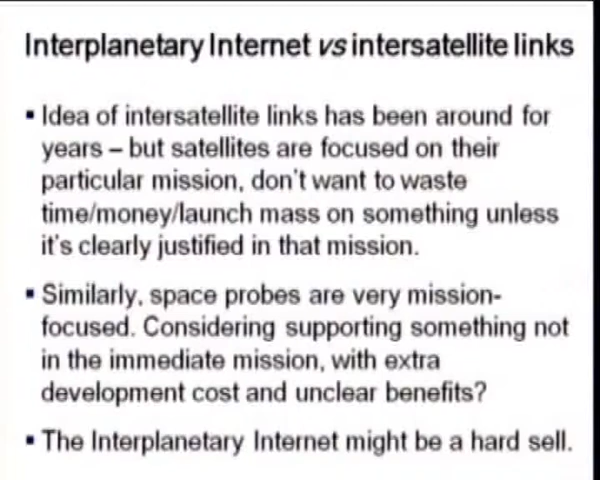 Interplanetary Internet vs intersatellite links
▪ Idea of intersatellite links has been around for
years – but satellites are focused on their
particular mission, don't want to waste
time/money/launch mass on something unless
it's clearly justified in that mission.
▪ Similarly, space probes are very mission-
focused. Considering supporting something not
in the immediate mission, with extra
development cost and unclear benefits?
▪ The Interplanetary Internet might be a hard sell.